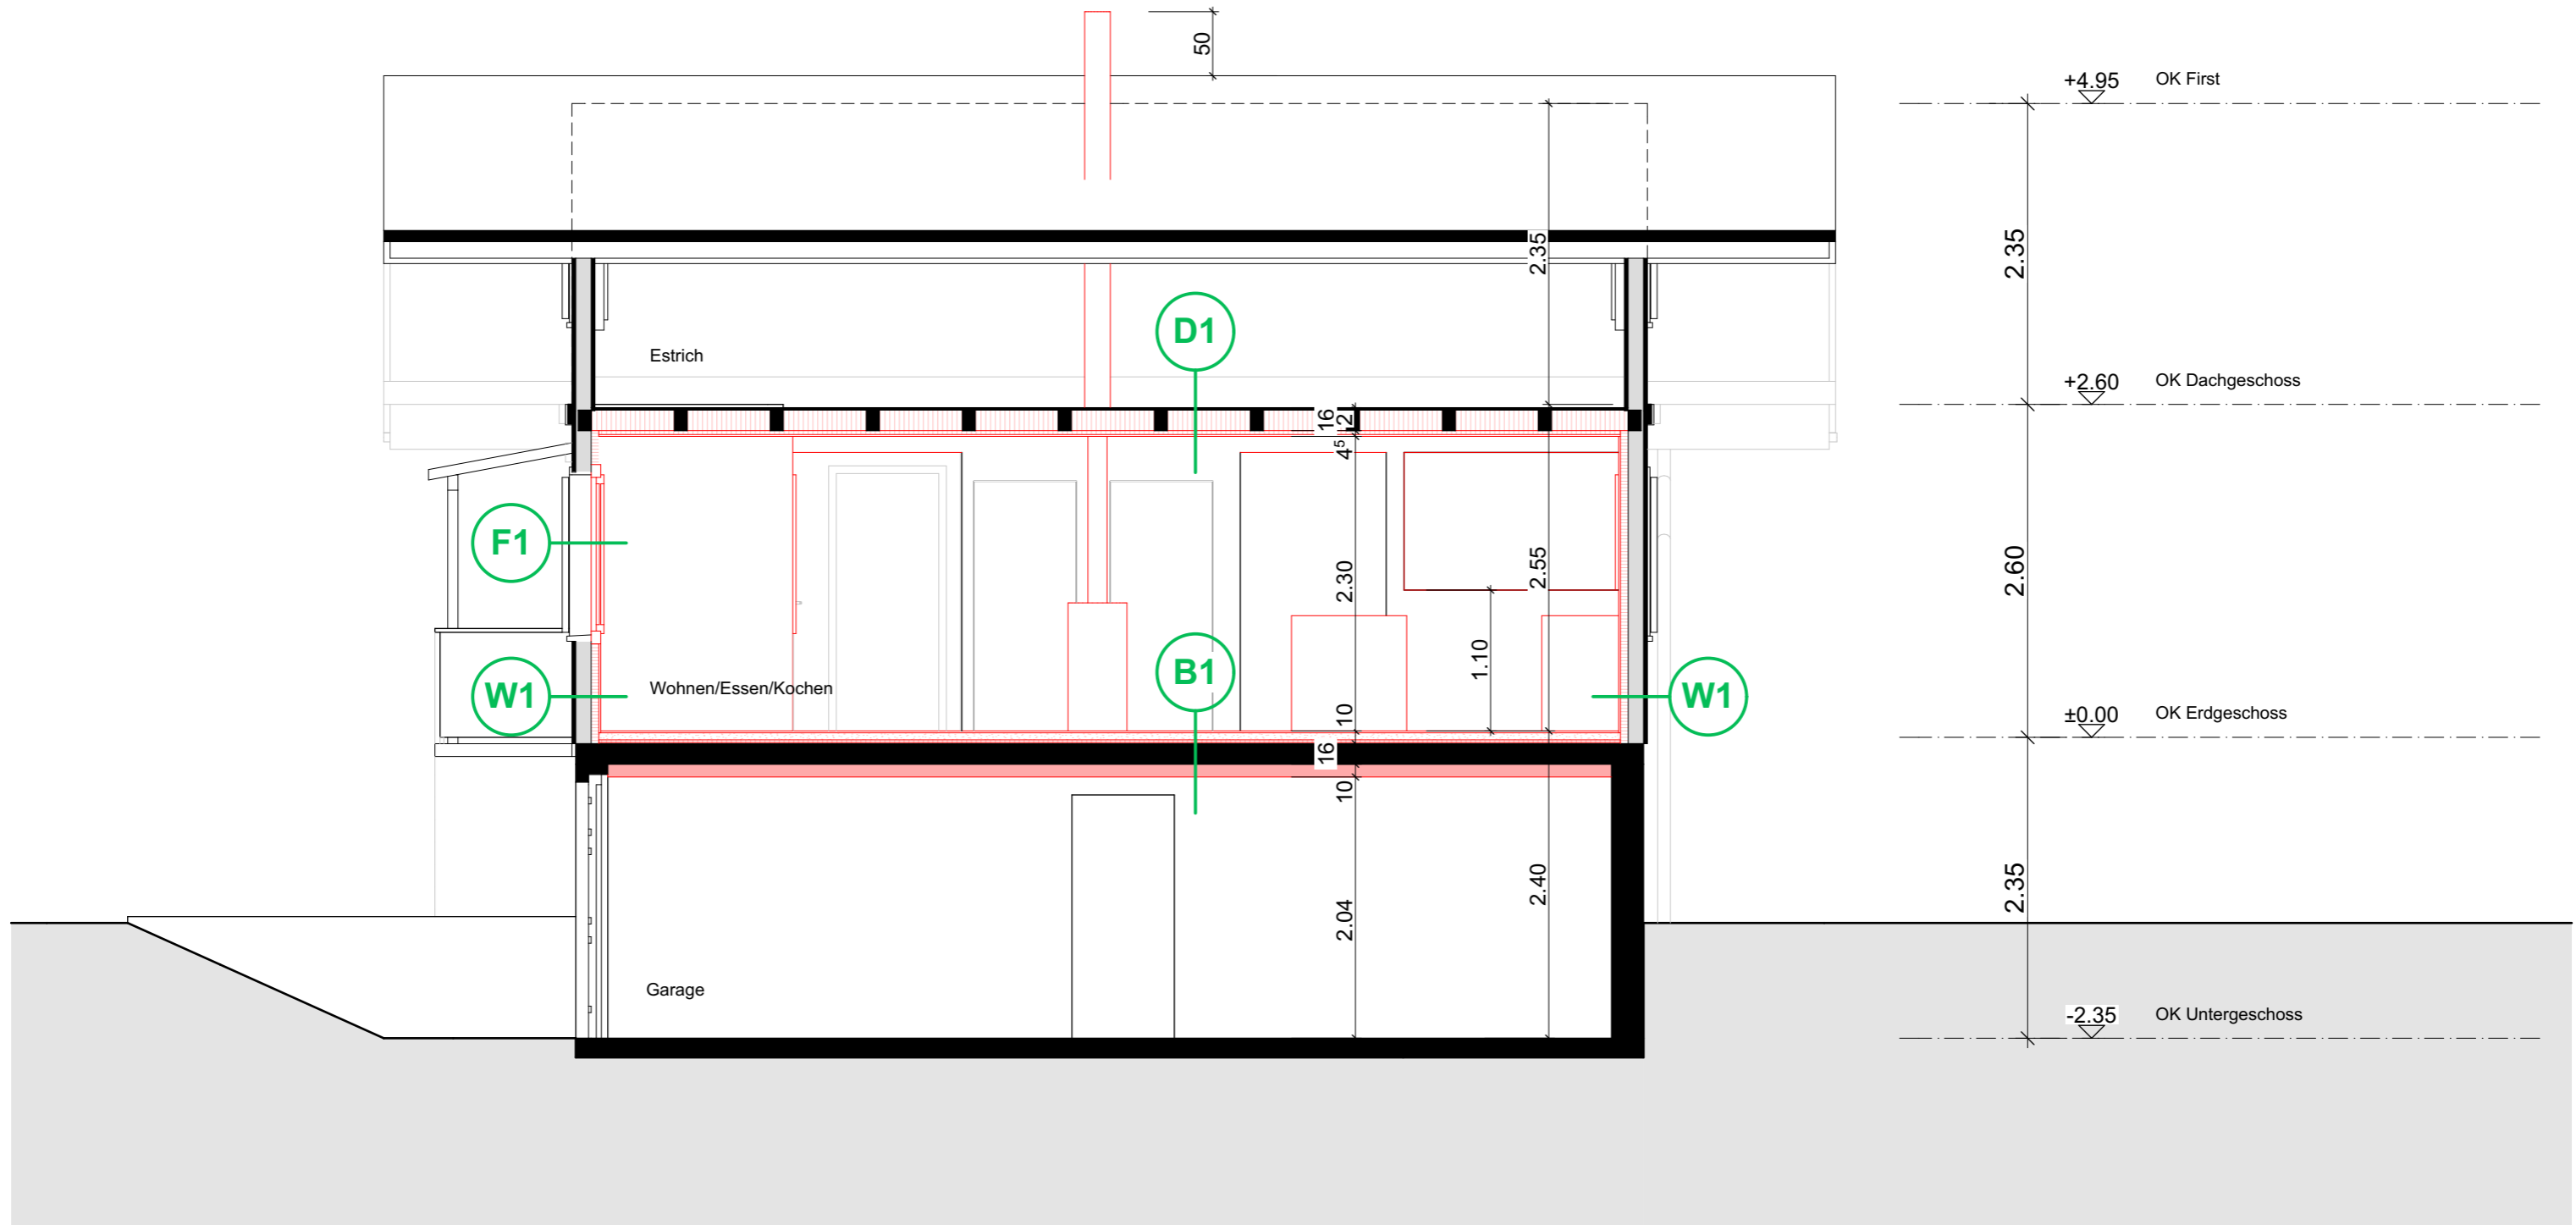 50
+4.95 OK First
2.35
2.35
D1
Estrich
+2.60 OK Dachgeschoss
16
2
4⁵
F1
2.30
2.55
2.60
1.10
W1
Wohnen/Essen/Kochen
B1
W1
10
±0.00 OK Erdgeschoss
16
10
2.04
2.40
2.35
Garage
-2.35 OK Untergeschoss